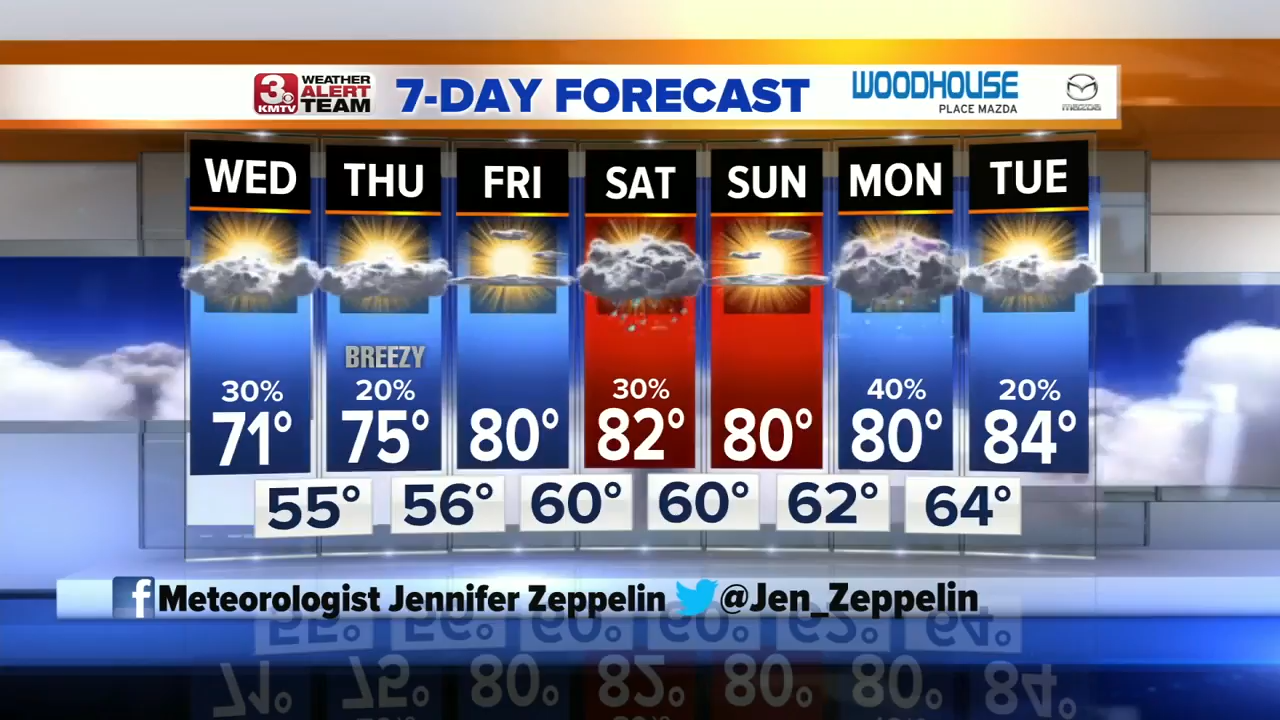 3
KMTV
WEATHER
ALERT
TEAM
7-DAY FORECAST
WOODHOUSE
PLACE MAZDA
WED THU FRI SAT SUN MON TUE
BREEZY
30% 20% 30% 40% 20%
71° 75° 80° 82° 80° 80° 84°
55° 56° 60° 60° 62° 64°
f Meteorologist Jennifer Zeppelin @Jen_Zeppelin